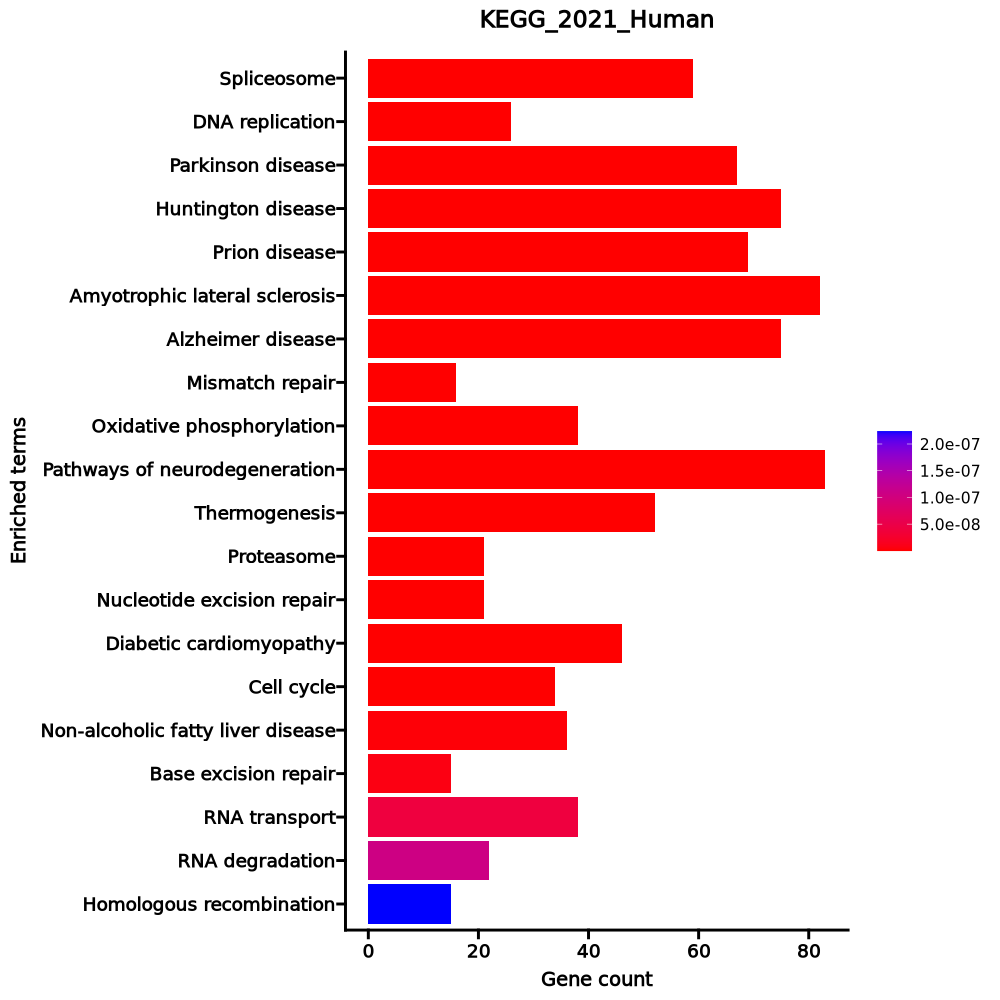 KEGG_2021_Human
Spliceosome
DNA replication
Parkinson disease
Huntington disease
Prion disease
Amyotrophic lateral sclerosis
Alzheimer disease
Mismatch repair
Oxidative phosphorylation
Pathways of neurodegeneration
Thermogenesis
Proteasome
Nucleotide excision repair
Diabetic cardiomyopathy
Cell cycle
Non-alcoholic fatty liver disease
Base excision repair
RNA transport
RNA degradation
Homologous recombination
Enriched terms
0 20 40 60 80
Gene count
2.0e-07
1.5e-07
1.0e-07
5.0e-08